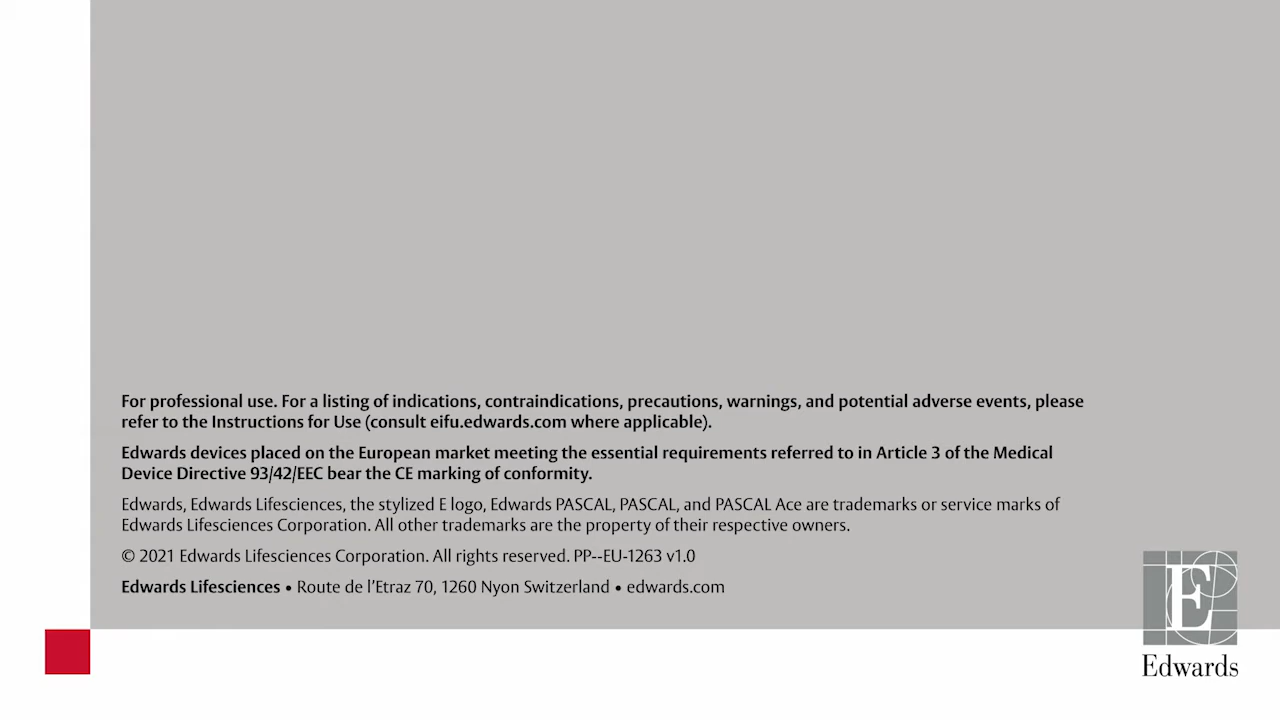 For professional use. For a listing of indications, contraindications, precautions, warnings, and potential adverse events, please
refer to the Instructions for Use (consult eifu.edwards.com where applicable).
Edwards devices placed on the European market meeting the essential requirements referred to in Article 3 of the Medical
Device Directive 93/42/EEC bear the CE marking of conformity.
Edwards, Edwards Lifesciences, the stylized E logo, Edwards PASCAL, PASCAL, and PASCAL Ace are trademarks or service marks of
Edwards Lifesciences Corporation. All other trademarks are the property of their respective owners.
© 2021 Edwards Lifesciences Corporation. All rights reserved. PP--EU-1263 v1.0
Edwards Lifesciences • Route de l’Etraz 70, 1260 Nyon Switzerland • edwards.com
E
Edwards